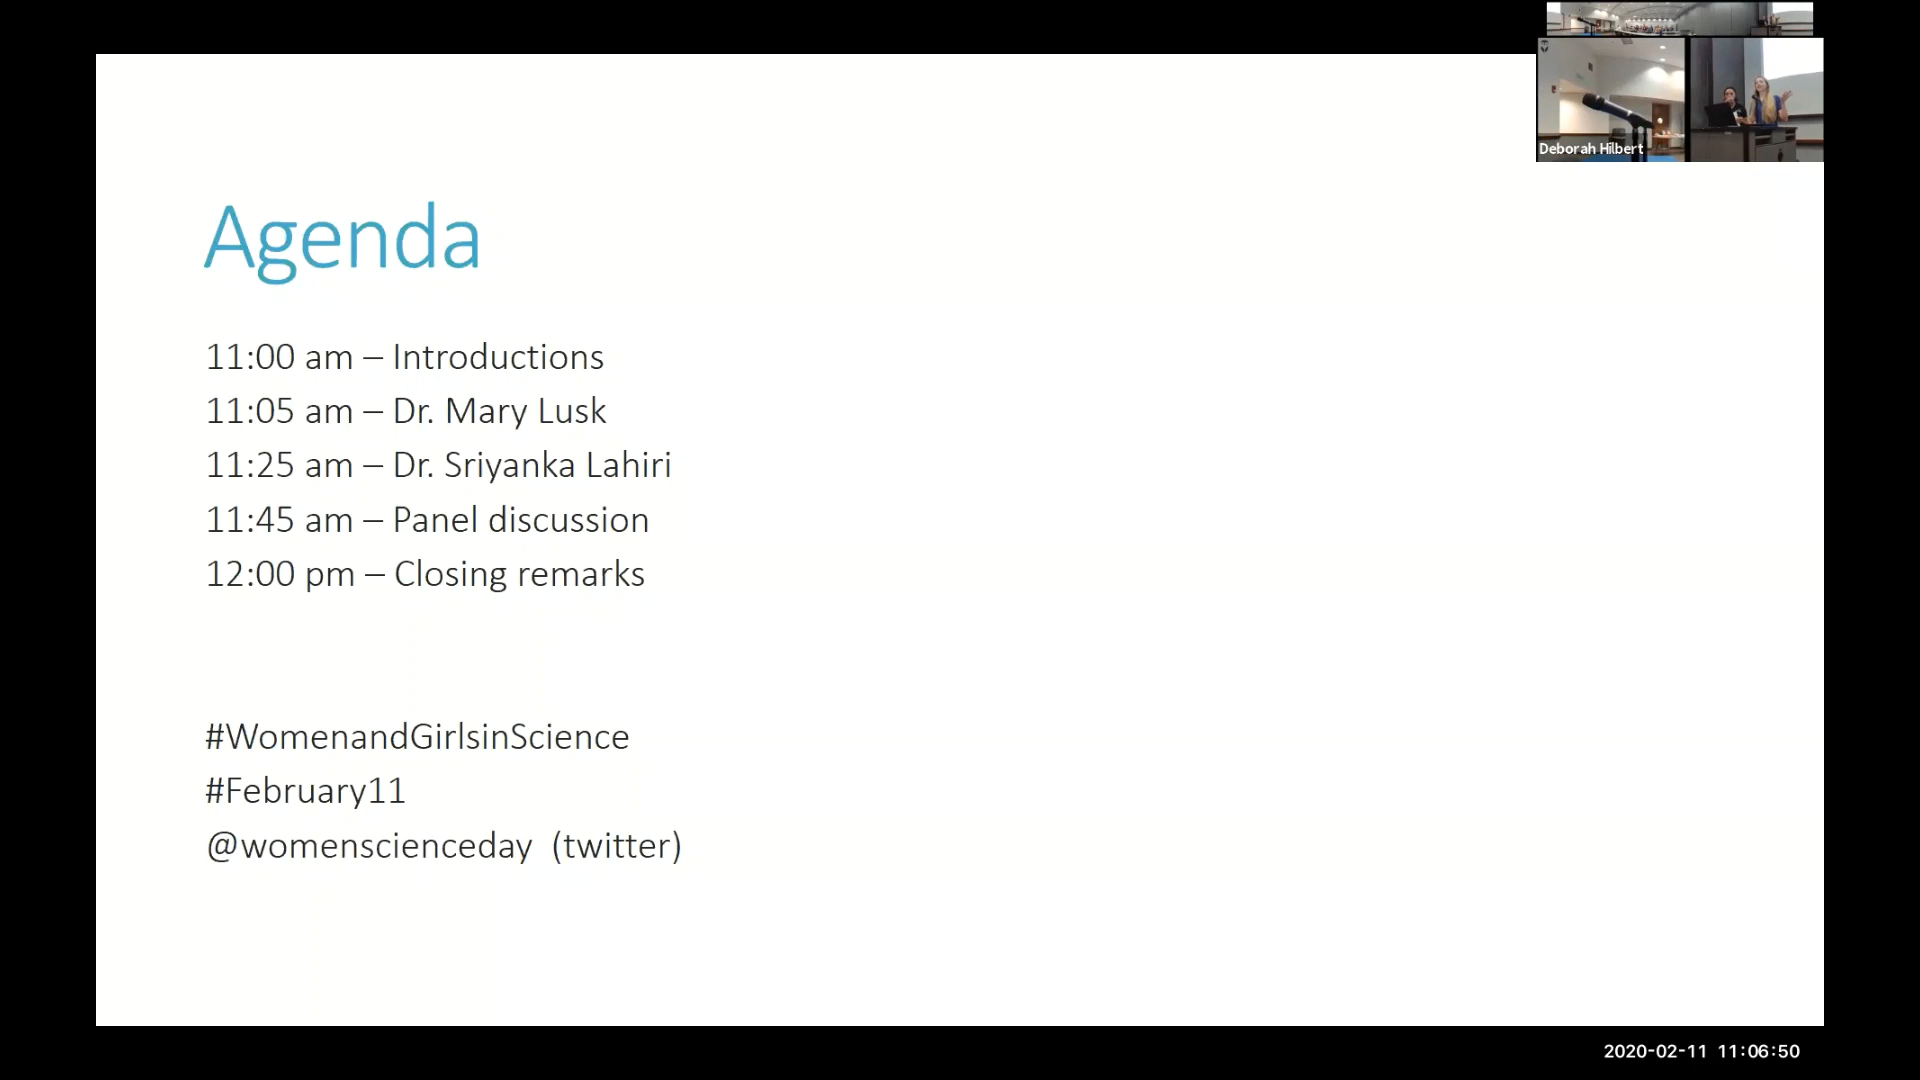 Deborah Hilbert
Agenda
11:00 am – Introductions
11:05 am – Dr. Mary Lusk
11:25 am – Dr. Sriyanka Lahiri
11:45 am – Panel discussion
12:00 pm – Closing remarks
#WomenandGirlsinScience
#February11
@womenscienceday (twitter)
2020-02-11 11:06:50